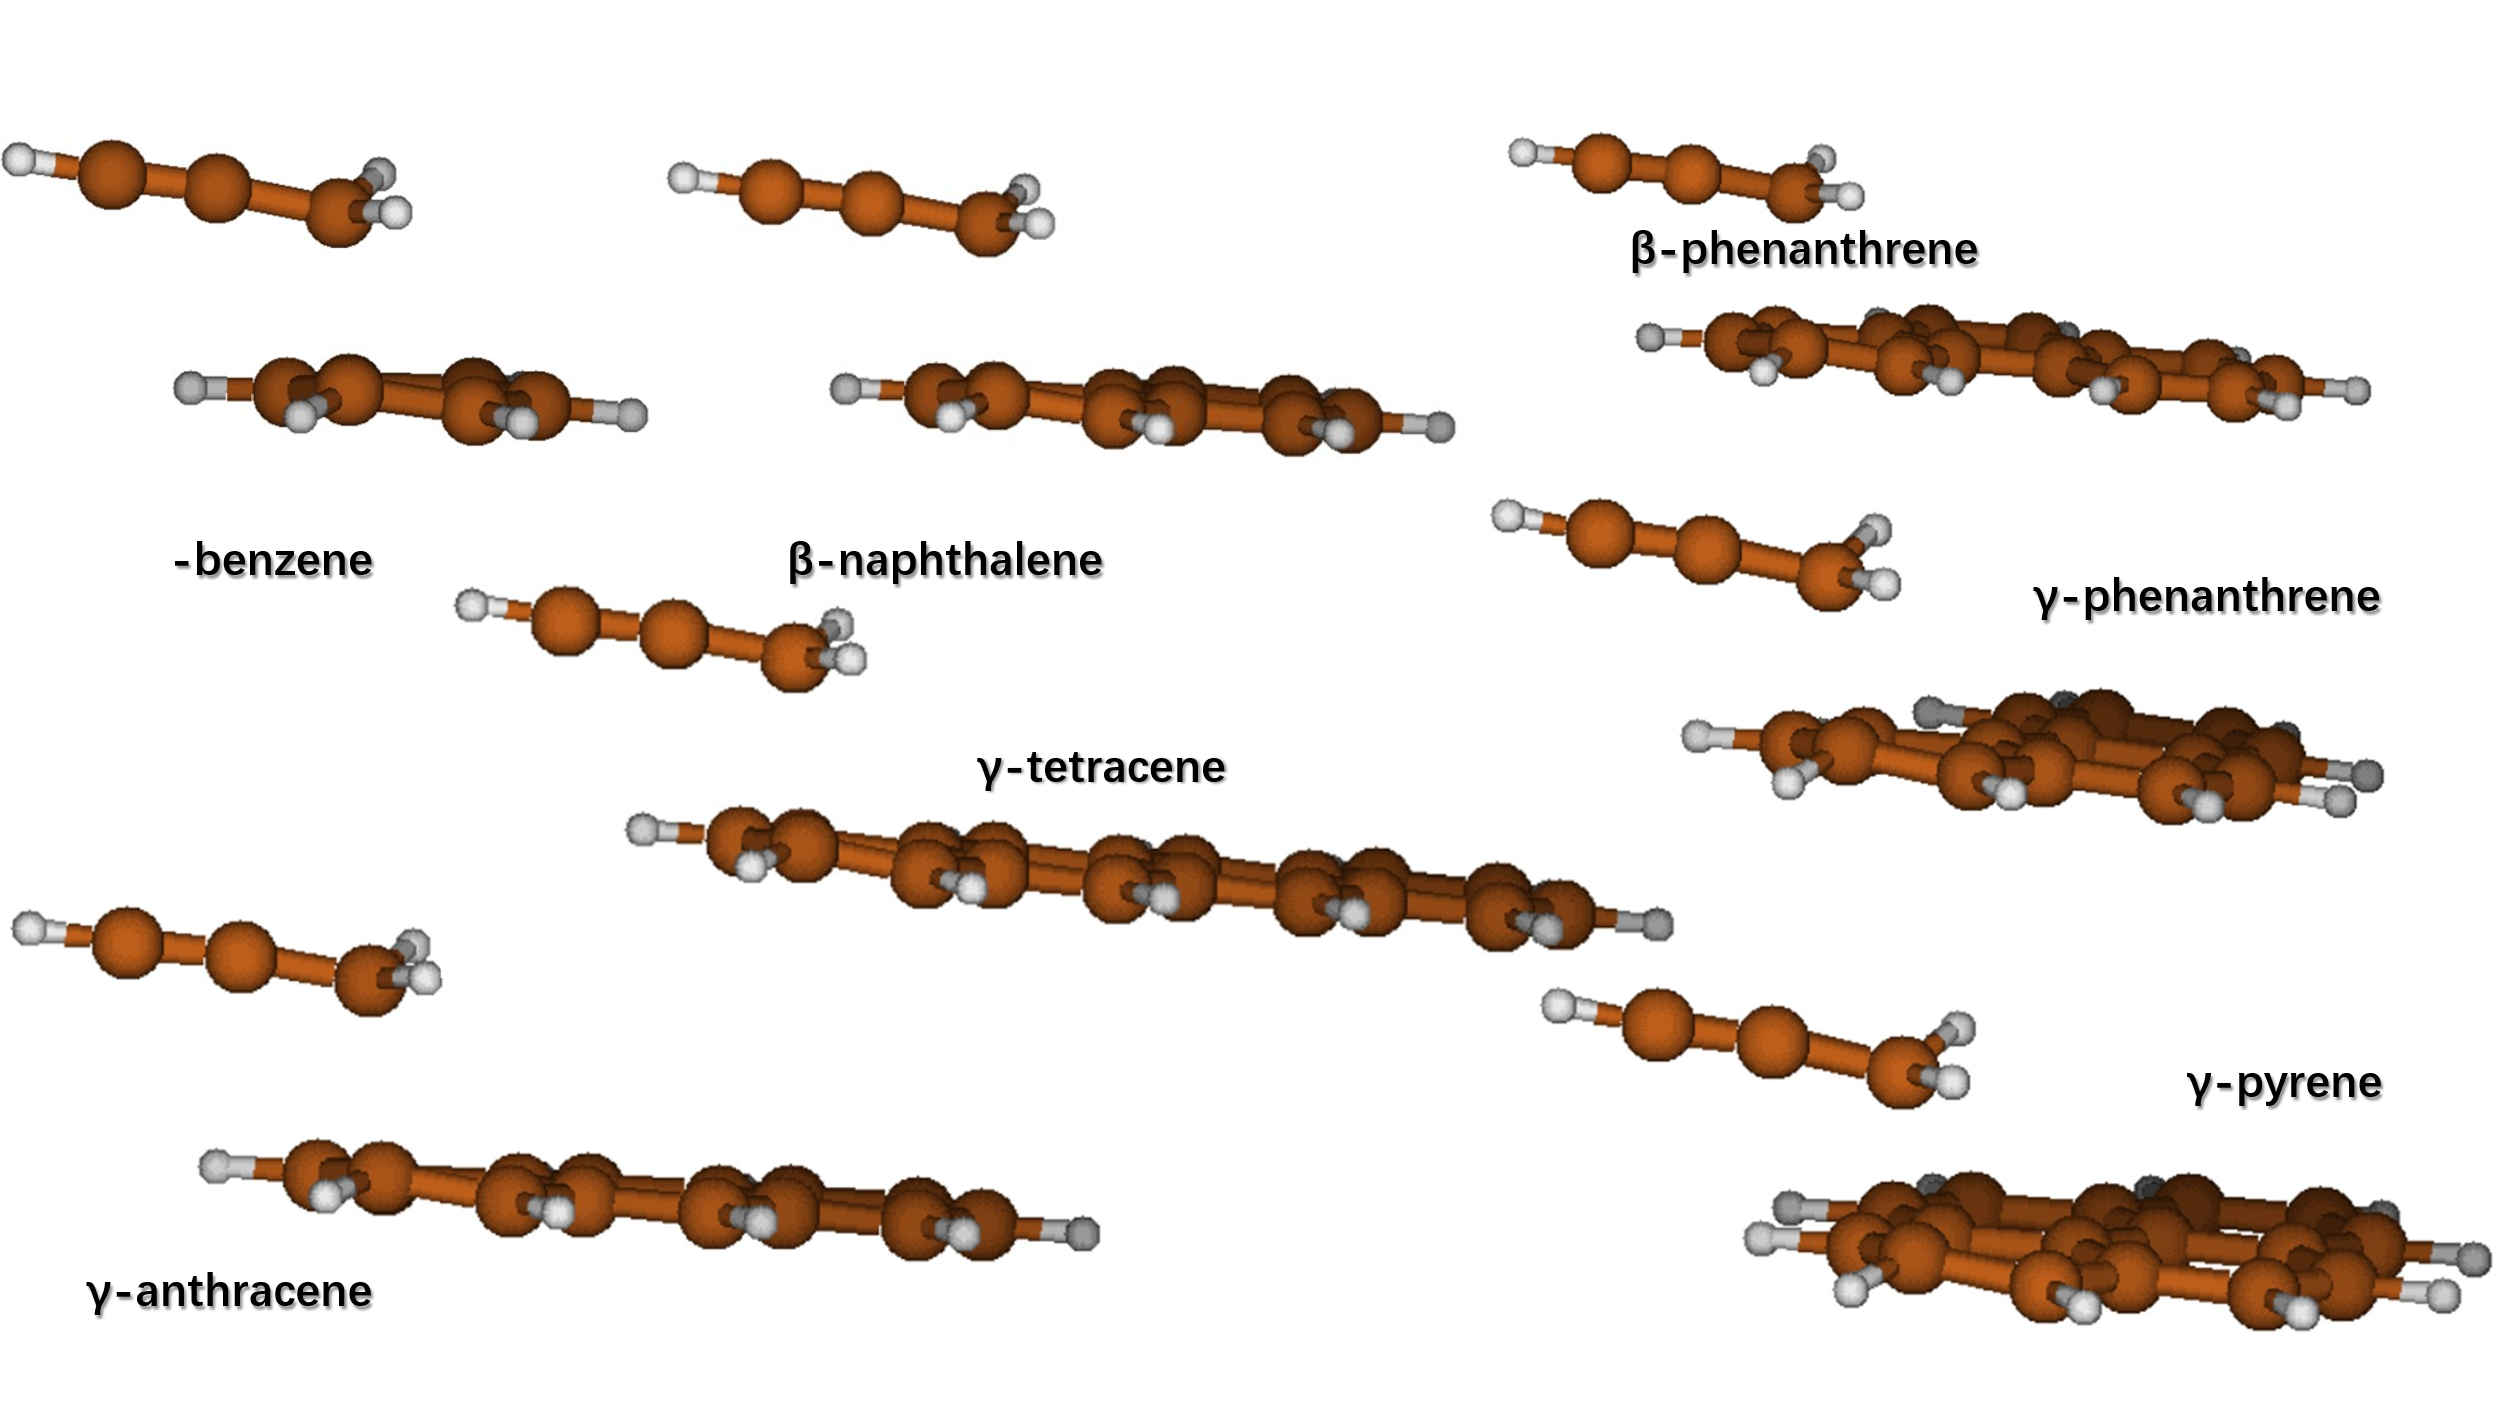 β-phenanthrene
-benzene
β-naphthalene
γ-phenanthrene
γ-tetracene
γ-pyrene
γ-anthracene